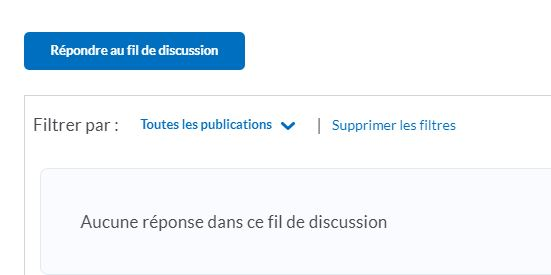 Répondre au fil de discussion
Filtrer par : Toutes les publications | Supprimer les filtres
Aucune réponse dans ce fil de discussion